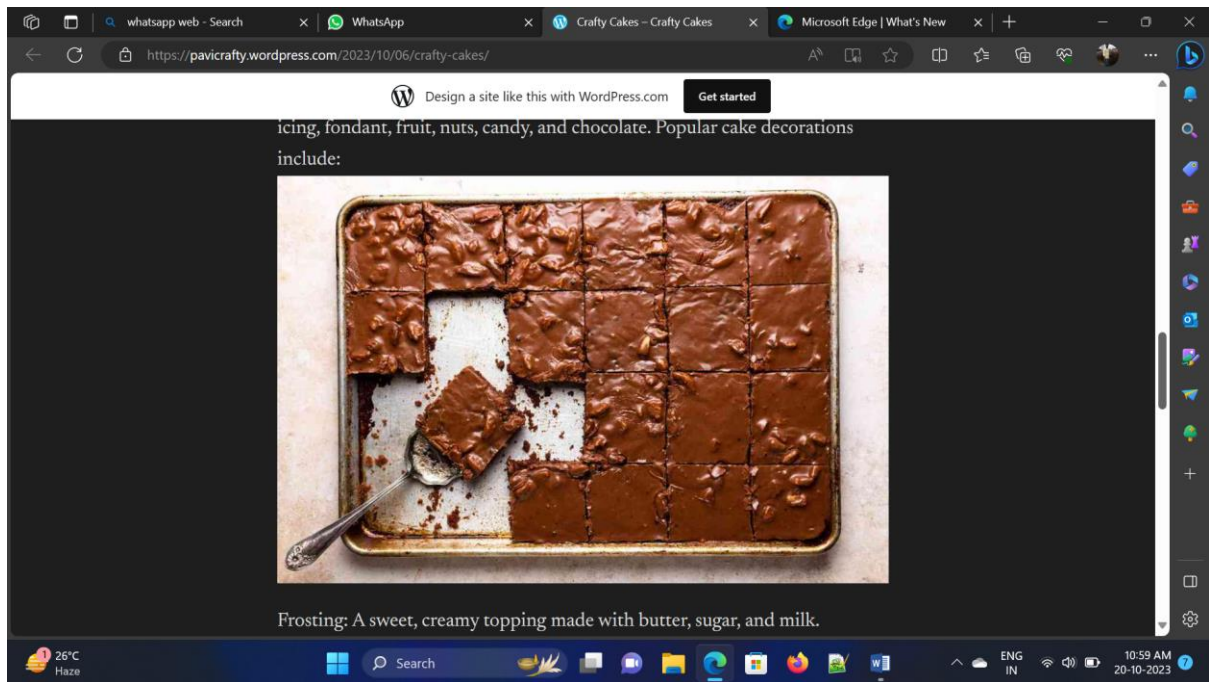 whatsapp web - Search
WhatsApp
Crafty Cakes – Crafty Cakes
Microsoft Edge | What's New
https://pavicrafty.wordpress.com/2023/10/06/crafty-cakes/
Design a site like this with WordPress.com
Get started
icing, fondant, fruit, nuts, candy, and chocolate. Popular cake decorations
include:
Frosting: A sweet, creamy topping made with butter, sugar, and milk.
1
26°C
Haze
Search
ENG
IN
10:59 AM
20-10-2023
7